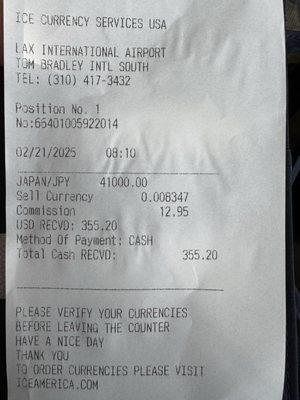 ICE CURRENCY SERVICES USA
LAX INTERNATIONAL AIRPORT
TOM BRADLEY INTL SOUTH
TEL: (310) 417-3432
Position No. 1
No:66401005922014
02/21/2025 08:10
JAPAN/JPY 41000.00
Sell Currency 0.008347
Commission 12.95
USD RECVD: 355.20
Method Of Payment: CASH
Total Cash RECVD: 355.20
PLEASE VERIFY YOUR CURRENCIES
BEFORE LEAVING THE COUNTER
HAVE A NICE DAY
THANK YOU
TO ORDER CURRENCIES PLEASE VISIT
ICEAMERICA.COM